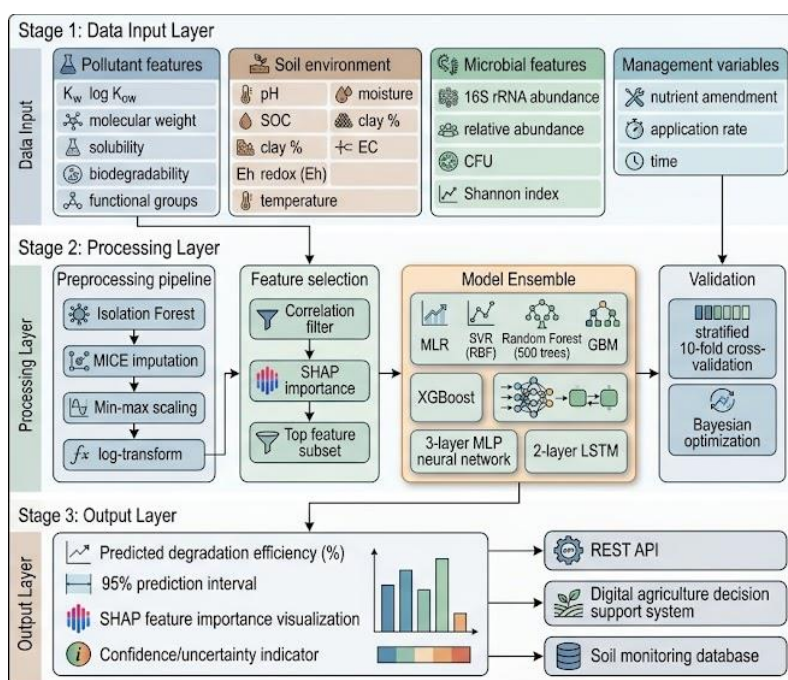 Stage 1: Data Input Layer
Data Input
Pollutant features
Kw log Kow
molecular weight
solubility
biodegradability
functional groups
Soil environment
pH
moisture
SOC
clay %
clay %
EC
Eh redox (Eh)
temperature
Microbial features
16S rRNA abundance
relative abundance
CFU
Shannon index
Management variables
nutrient amendment
application rate
time
Stage 2: Processing Layer
Processing Layer
Preprocessing pipeline
Isolation Forest
MICE imputation
Min-max scaling
fx log-transform
Feature selection
Correlation
filter
SHAP
importance
Top feature
subset
Model Ensemble
MLR
SVR
(RBF)
Random Forest
(500 trees)
GBM
XGBoost
3-layer MLP
neural network
2-layer LSTM
Validation
stratified
10-fold cross-
validation
Bayesian
optimization
Stage 3: Output Layer
Output Layer
Predicted degradation efficiency (%)
95% prediction interval
SHAP feature importance visualization
i Confidence/uncertainty indicator
REST API
Digital agriculture decision
support system
Soil monitoring database